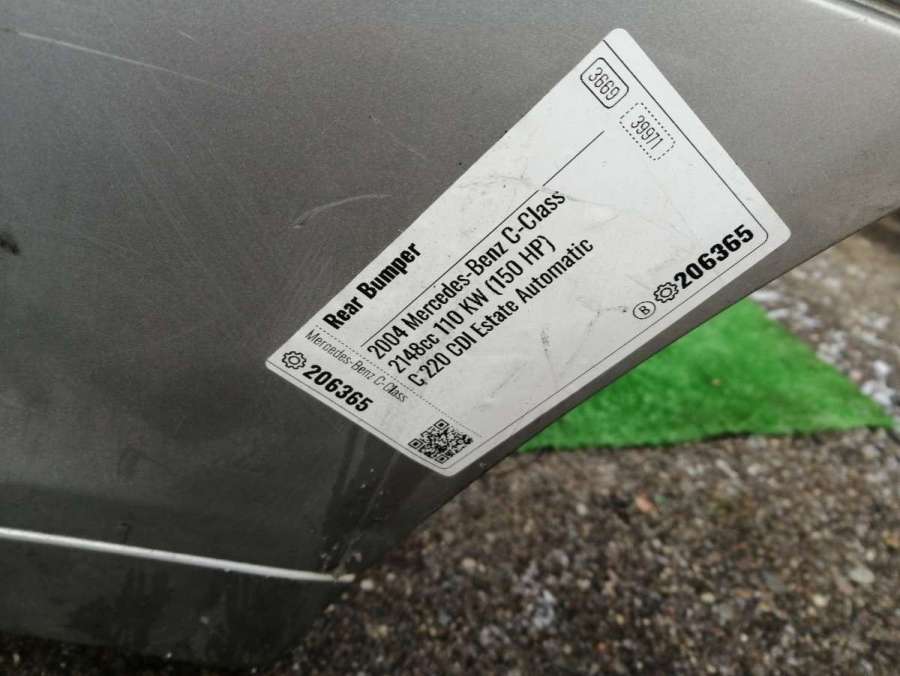 3669
39971
Rear Bumper
2004 Mercedes-Benz C-Class
2148cc 110 KW (150 HP)
C 220 CDI Estate Automatic
B 206365
Mercedes-Benz C-Class
206365